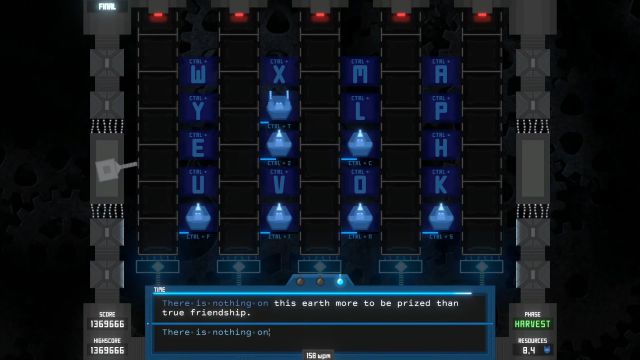 FINAL
CTRL + W
CTRL + X
CTRL + M
CTRL + A
CTRL + Y
CTRL + T
CTRL + L
CTRL + P
CTRL + E
CTRL + Z
CTRL + C
CTRL + H
CTRL + U
CTRL + V
CTRL + O
CTRL + K
CTRL + F
CTRL + S
TIME
There is nothing on this earth more to be prized than
true friendship.
There is nothing on
158 wpm
SCORE
1369666
HIGHSCORE
1369666
PHASE
HARVEST
RESOURCES
8,4